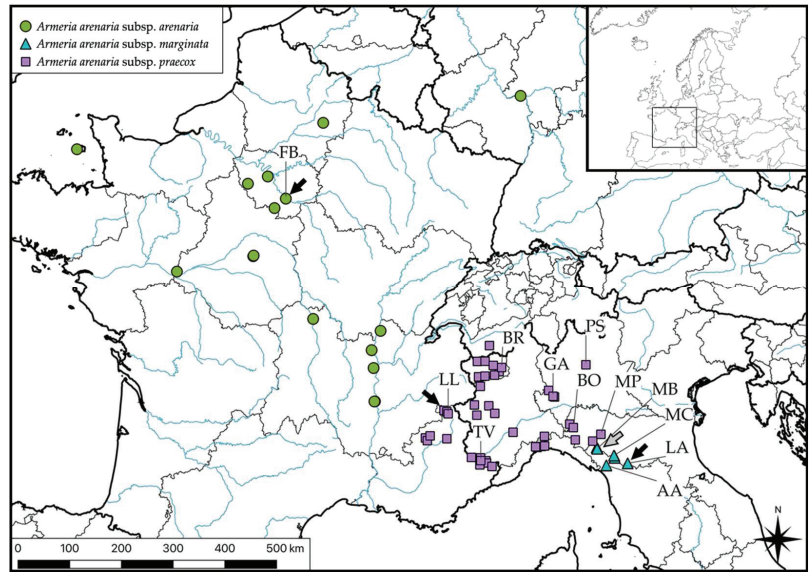 Armeria arenaria subsp. arenaria
Armeria arenaria subsp. marginata
Armeria arenaria subsp. praecox
FB
PS
BR
GA
BO
MP
MB
LL
MC
TV
LA
AA
N
0 100 200 300 400 500 km